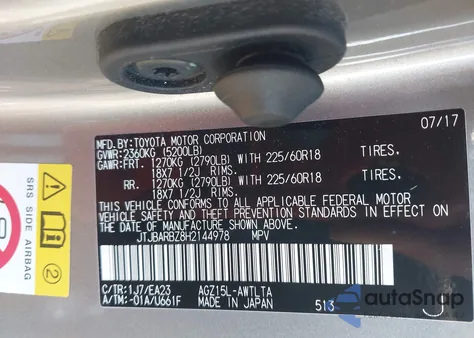 07/17
MFD. BY: TOYOTA MOTOR CORPORATION
GVWR: 2360KG (5200LB)
GAWR: FRT. 1270KG (2790LB) WITH 225/60R18 TIRES.
18X7 1/2J RIMS.
RR. 1270KG (2790LB) WITH 225/60R18 TIRES.
18X7 1/2J RIMS.
THIS VEHICLE CONFORMS TO ALL APPLICABLE FEDERAL MOTOR
VEHICLE SAFETY AND THEFT PREVENTION STANDARDS IN EFFECT ON
THE DATE OF MANUFACTURE SHOWN ABOVE.
JTJBARBZ8H2144978 MPV
C/TR: 1J7/EA23 AGZ15L-AWTLTA
A/TM: -01A/U661F MADE IN JAPAN 513
J
SRS SIDE AIRBAG
2
autoSnap